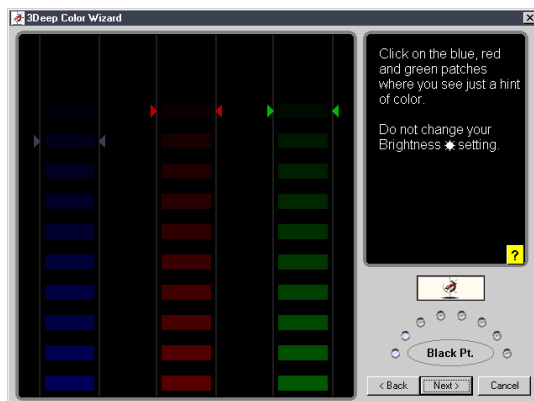 3Deep Color Wizard
Click on the blue, red
and green patches
where you see just a hint
of color.
Do not change your
Brightness setting.
?
Black Pt.
< Back
Next >
Cancel